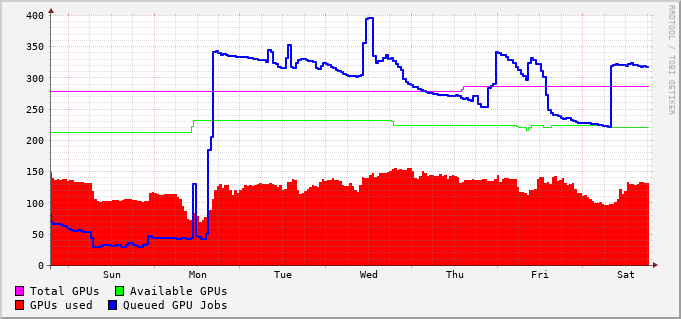 400
350
300
250
200
150
100
50
0
Sun Mon Tue Wed Thu Fri Sat
Total GPUs Available GPUs
GPUs used Queued GPU Jobs
RRDTOOL / TOBI OETIKER